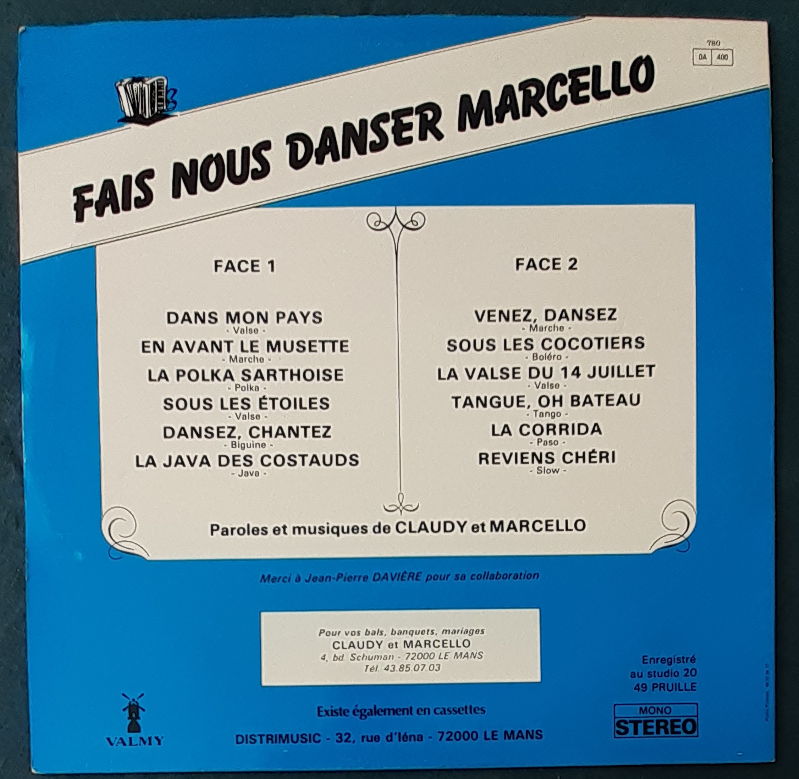 780
DA 400
FAIS NOUS DANSER MARCELLO
FACE 1
DANS MON PAYS
- Valse -
EN AVANT LE MUSETTE
- Marche -
LA POLKA SARTHOISE
- Polka -
SOUS LES ÉTOILES
- Valse -
DANSEZ, CHANTEZ
- Biguine -
LA JAVA DES COSTAUDS
- Java -
FACE 2
VENEZ, DANSEZ
- Marche -
SOUS LES COCOTIERS
- Boléro -
LA VALSE DU 14 JUILLET
- Valse -
TANGUE, OH BATEAU
- Tango -
LA CORRIDA
- Paso -
REVIENS CHÉRI
- Slow -
Paroles et musiques de CLAUDY et MARCELLO
Merci à Jean-Pierre DAVIÈRE pour sa collaboration
Pour vos bals, banquets, mariages
CLAUDY et MARCELLO
4, bd. Schuman - 72000 LE MANS
Tél. 43.85.07.03
Existe également en cassettes
DISTRIMUSIC - 32, rue d'Iéna - 72000 LE MANS
VALMY
Enregistré
au studio 20
49 PRUILLE
MONO
STEREO